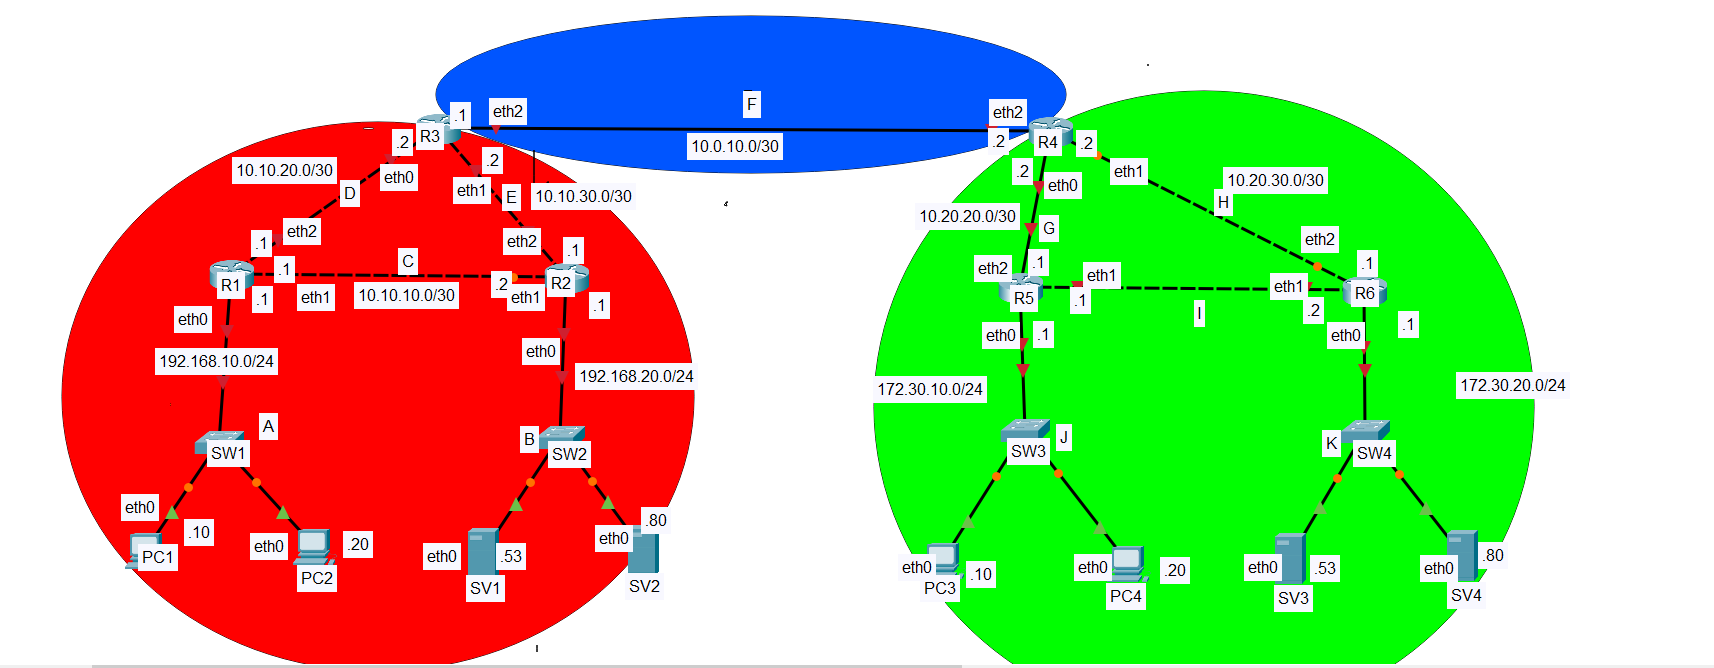 F
eth2
eth2
.1
R3
.2
10.0.10.0/30
.2
R4
.2
10.10.20.0/30
eth0
.2
eth1
E
10.10.30.0/30
D
.2
eth0
eth1
10.20.30.0/30
H
10.20.20.0/30
G
eth2
.1
.1
C
eth2
.1
R1
.1
eth1
10.10.10.0/30
.2
eth1
R2
.1
eth2
.1
R5
eth1
.1
eth2
.1
eth1
R6
.2
I
.1
eth0
192.168.10.0/24
eth0
192.168.20.0/24
eth0
.1
172.30.10.0/24
eth0
172.30.20.0/24
A
SW1
B
SW2
J
SW3
K
SW4
eth0
.10
PC1
eth0
.20
PC2
eth0
.53
SV1
eth0
.80
SV2
eth0
.10
PC3
eth0
.20
PC4
eth0
.53
SV3
eth0
.80
SV4